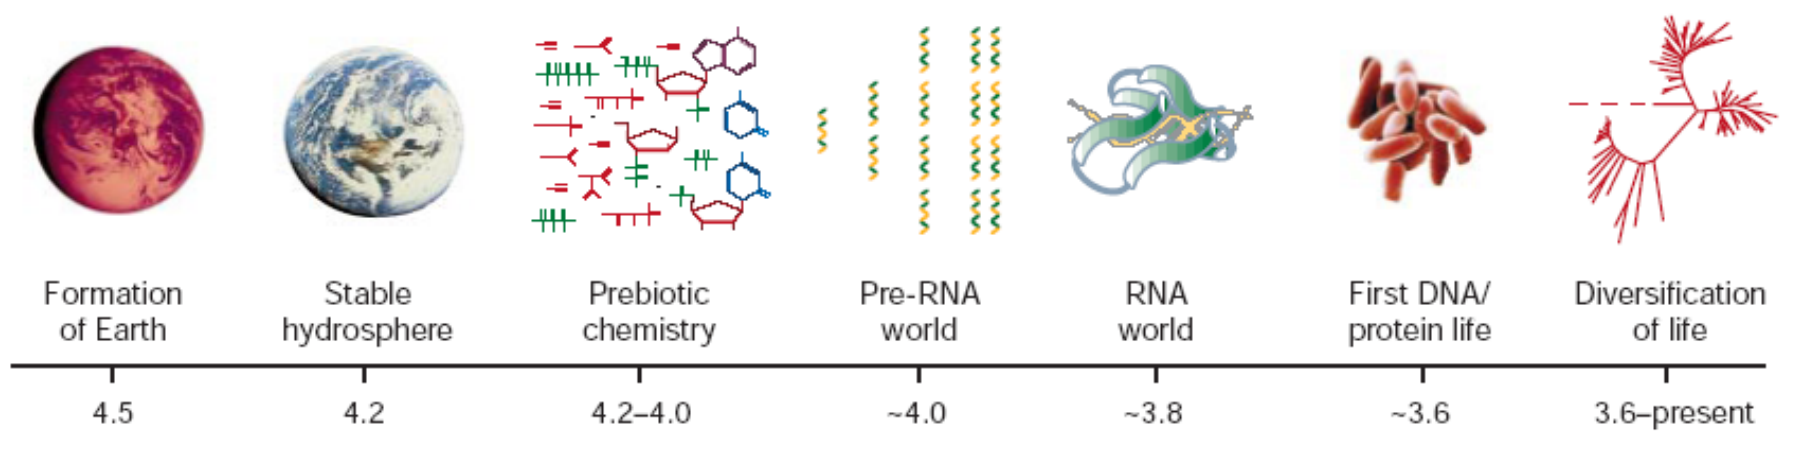 Formation
of Earth
Stable
hydrosphere
Prebiotic
chemistry
Pre-RNA
world
RNA
world
First DNA/
protein life
Diversification
of life
4.5
4.2
4.2–4.0
~4.0
~3.8
~3.6
3.6–present